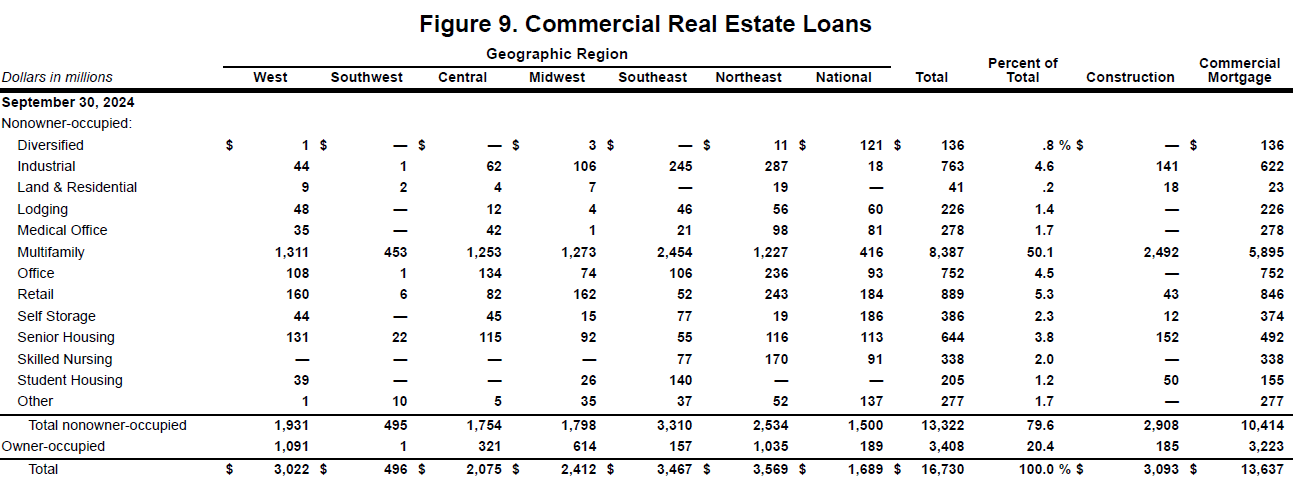 Figure 9. Commercial Real Estate Loans
Geographic Region
Dollars in millions West Southwest Central Midwest Southeast Northeast National Total Percent of Total Construction Commercial Mortgage
September 30, 2024
Nonowner-occupied:
Diversified $ 1 $ — $ — $ 3 $ — $ 11 $ 121 $ 136 .8 % $ — $ 136
Industrial 44 1 62 106 245 287 18 763 4.6 141 622
Land & Residential 9 2 4 7 — 19 — 41 .2 18 23
Lodging 48 — 12 4 46 56 60 226 1.4 — 226
Medical Office 35 — 42 1 21 98 81 278 1.7 — 278
Multifamily 1,311 453 1,253 1,273 2,454 1,227 416 8,387 50.1 2,492 5,895
Office 108 1 134 74 106 236 93 752 4.5 — 752
Retail 160 6 82 162 52 243 184 889 5.3 43 846
Self Storage 44 — 45 15 77 19 186 386 2.3 12 374
Senior Housing 131 22 115 92 55 116 113 644 3.8 152 492
Skilled Nursing — — — — 77 170 91 338 2.0 — 338
Student Housing 39 — — 26 140 — — 205 1.2 50 155
Other 1 10 5 35 37 52 137 277 1.7 — 277
Total nonowner-occupied 1,931 495 1,754 1,798 3,310 2,534 1,500 13,322 79.6 2,908 10,414
Owner-occupied 1,091 1 321 614 157 1,035 189 3,408 20.4 185 3,223
Total $ 3,022 $ 496 $ 2,075 $ 2,412 $ 3,467 $ 3,569 $ 1,689 $ 16,730 100.0 % $ 3,093 $ 13,637